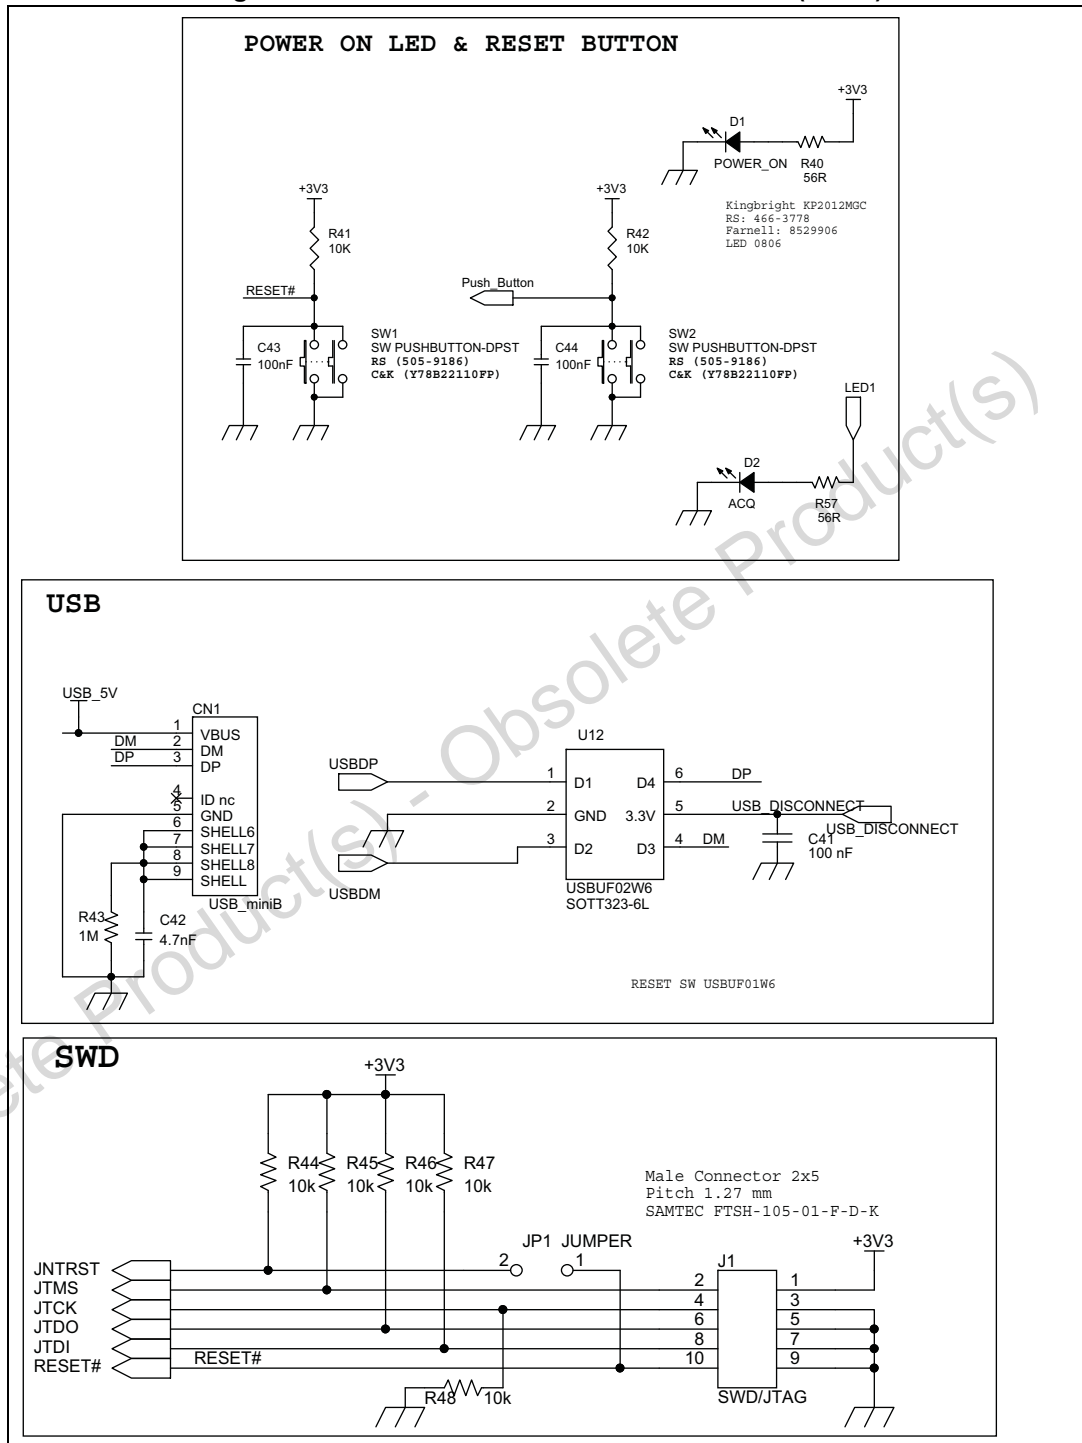 POWER ON LED & RESET BUTTON
+3V3
D1
POWER_ON
R40
56R
Kingbright KP2012MGC
RS: 466-3778
Farnell: 8529906
LED 0806
+3V3
R41
10K
RESET#
C43
100nF
SW1
SW PUSHBUTTON-DPST
RS (505-9186)
C&K (Y78B22110FP)
+3V3
R42
10K
Push_Button
C44
100nF
SW2
SW PUSHBUTTON-DPST
RS (505-9186)
C&K (Y78B22110FP)
LED1
D2
ACQ
R57
56R
USB
USB_5V
CN1
1 VBUS
DM 2 DM
DP 3 DP
4 ID nc
5 GND
6 SHELL6
7 SHELL7
8 SHELL8
9 SHELL
USB_miniB
R43
1M
C42
4.7nF
U12
USBDP
1 D1 D4 6 DP
2 GND 3.3V 5 USB_DISCONNECT
USB_DISCONNECT
3 D2 D3 4 DM
USBDM
C41
100 nF
USBUF02W6
SOTT323-6L
RESET SW USBUF01W6
SWD
+3V3
R44 R45 R46 R47
10k 10k 10k 10k
Male Connector 2x5
Pitch 1.27 mm
SAMTEC FTSH-105-01-F-D-K
JP1 JUMPER
2 1
+3V3
J1
JNTRST
JTMS 2 1
JTCK 4 3
JTDO 6 5
JTDI 8 7
RESET# RESET# 10 9
R48 10k
SWD/JTAG
Obsolete Product(s) - Obsolete Product(s)